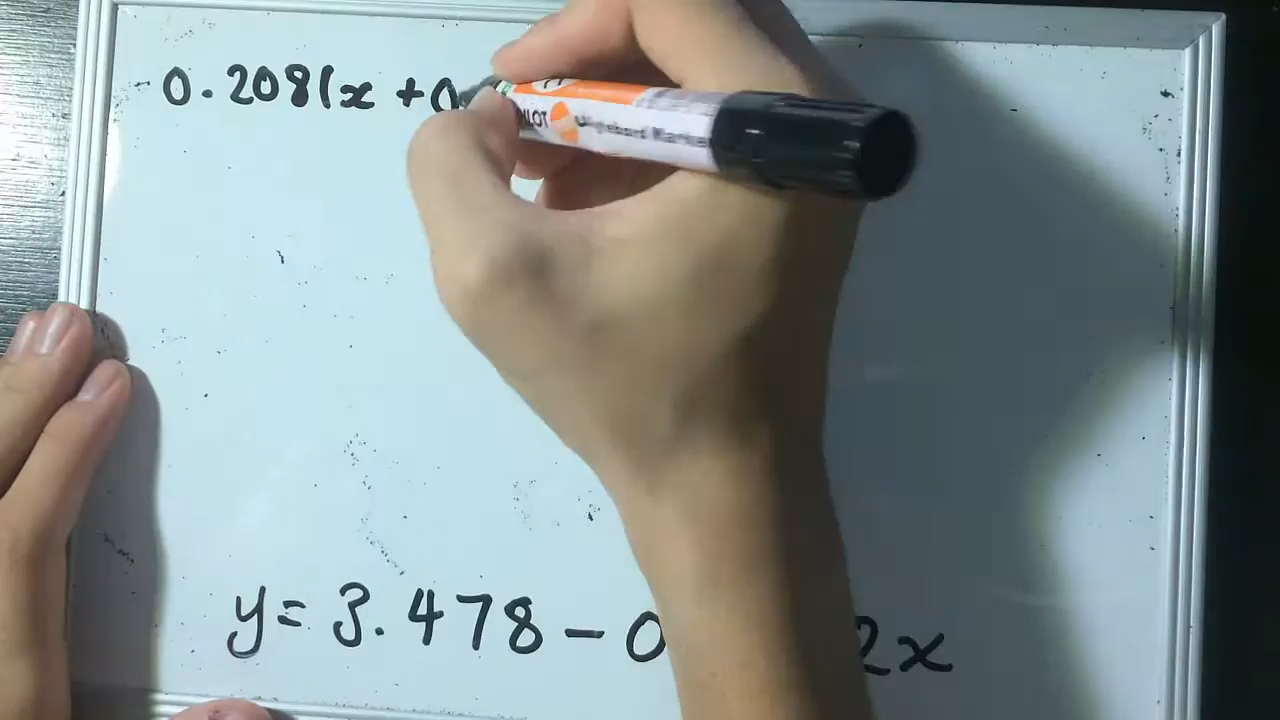 0.2081x + 0
y = 3.478 - 0 2x